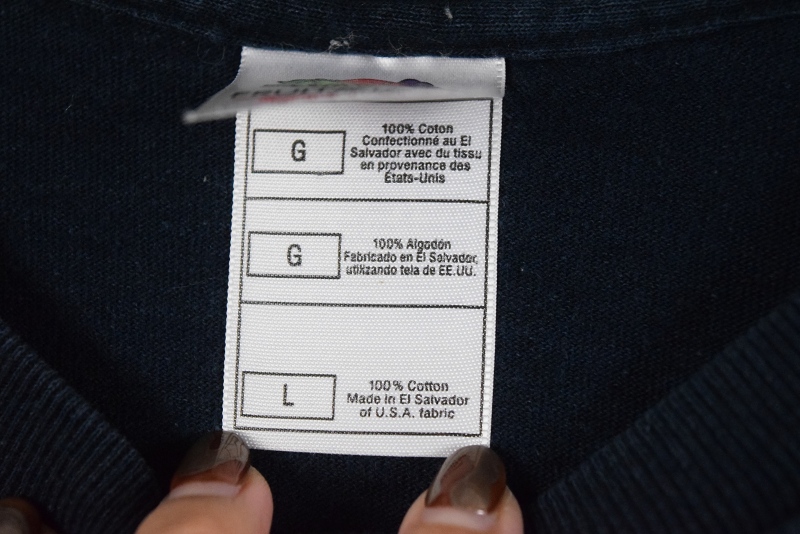 FRUIT
G
100% Coton
Confectionné au El
Salvador avec du tissu
en provenance des
États-Unis
G
100% Algodón
Fabricado en El Salvador,
utilizando tela de EE.UU.
L
100% Cotton
Made in El Salvador
of U.S.A. fabric